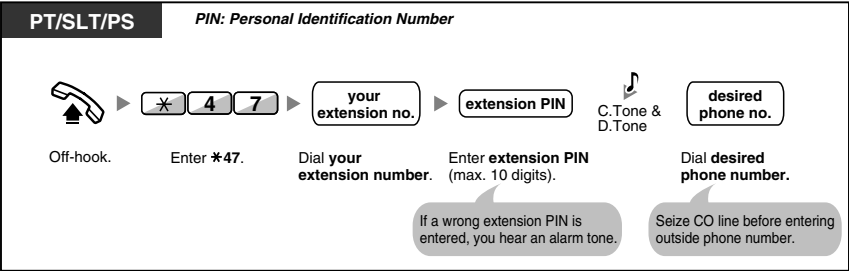 PT/SLT/PS
PIN: Personal Identification Number
* 4 7
your
extension no.
extension PIN
C.Tone &
D.Tone
desired
phone no.
Off-hook.
Enter *47.
Dial your
extension number.
Enter extension PIN
(max. 10 digits).
Dial desired
phone number.
If a wrong extension PIN is
entered, you hear an alarm tone.
Seize CO line before entering
outside phone number.